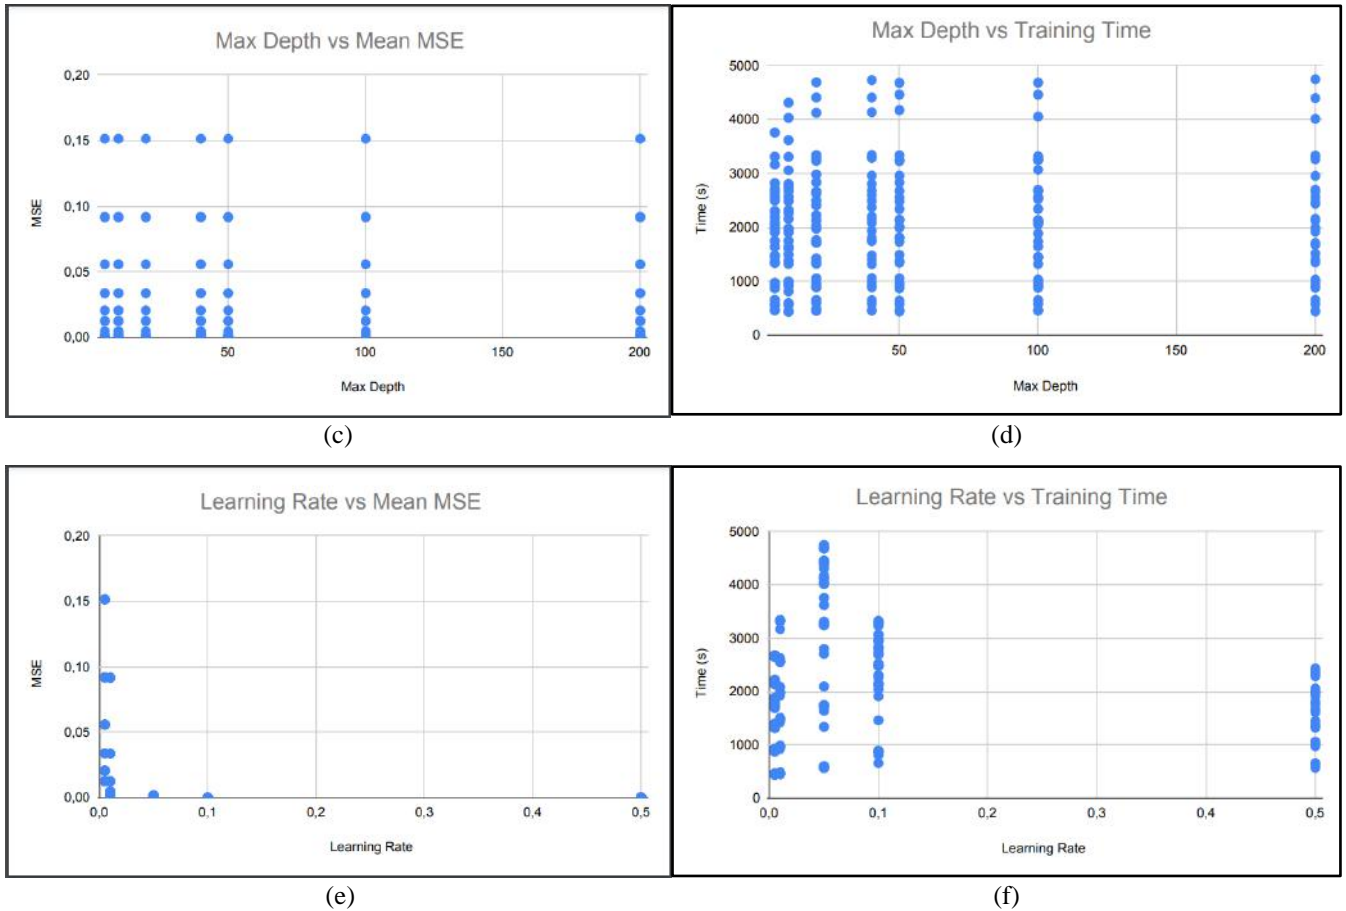 Max Depth vs Mean MSE
0,20
0,15
0,10
0,05
0,00
MSE
50
100
150
200
Max Depth
(c)
Max Depth vs Training Time
5000
4000
3000
2000
1000
0
Time (s)
50
100
150
200
Max Depth
(d)
Learning Rate vs Mean MSE
0,20
0,15
0,10
0,05
0,00
MSE
0,0
0,1
0,2
0,3
0,4
0,5
Learning Rate
(e)
Learning Rate vs Training Time
5000
4000
3000
2000
1000
0
Time (s)
0,0
0,1
0,2
0,3
0,4
0,5
Learning Rate
(f)